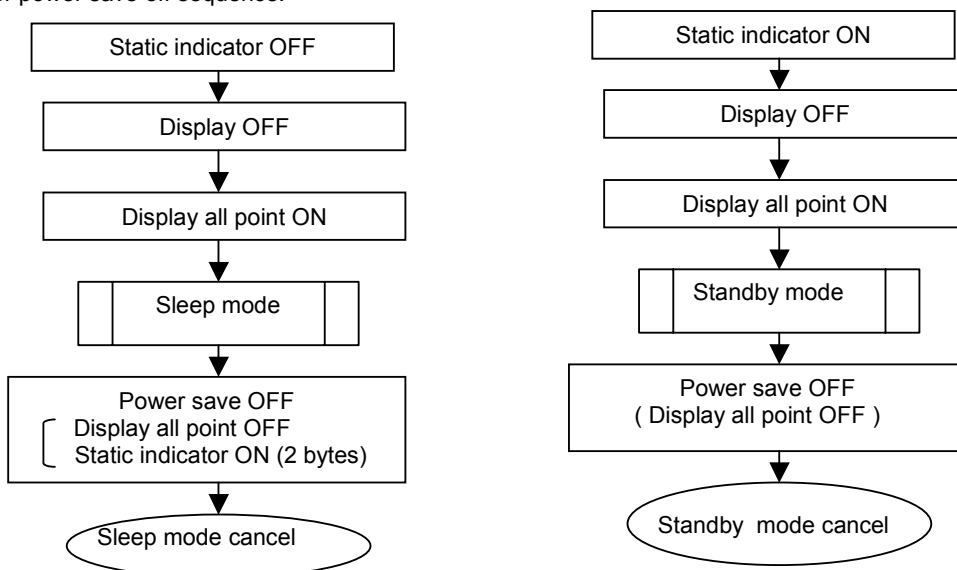 power save off sequence.
Static indicator OFF
Display OFF
Display all point ON
Sleep mode
Power save OFF
Display all point OFF
Static indicator ON (2 bytes)
Sleep mode cancel
Static indicator ON
Display OFF
Display all point ON
Standby mode
Power save OFF
( Display all point OFF )
Standby mode cancel